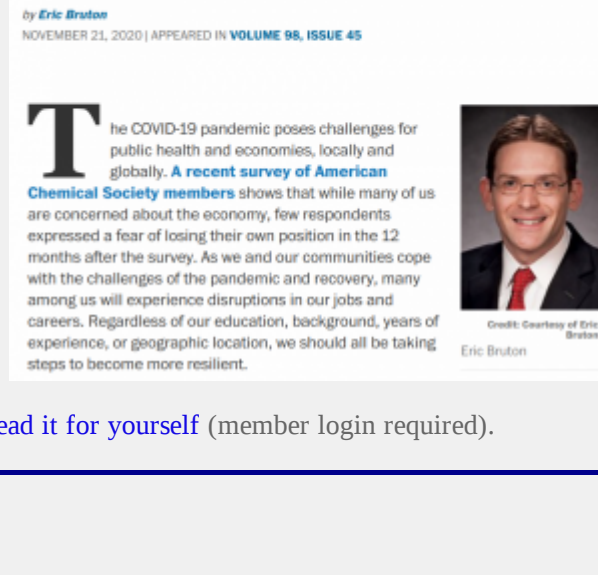 by Eric Bruton
NOVEMBER 21, 2020 | APPEARED IN VOLUME 98, ISSUE 45
The COVID-19 pandemic poses challenges for
public health and economies, locally and
globally. A recent survey of American
Chemical Society members shows that while many of us
are concerned about the economy, few respondents
expressed a fear of losing their own position in the 12
months after the survey. As we and our communities cope
with the challenges of the pandemic and recovery, many
among us will experience disruptions in our jobs and
careers. Regardless of our education, background, years of
experience, or geographic location, we should all be taking
steps to become more resilient.
Credit: Courtesy of Eric
Bruton
Eric Bruton
ead it for yourself (member login required).